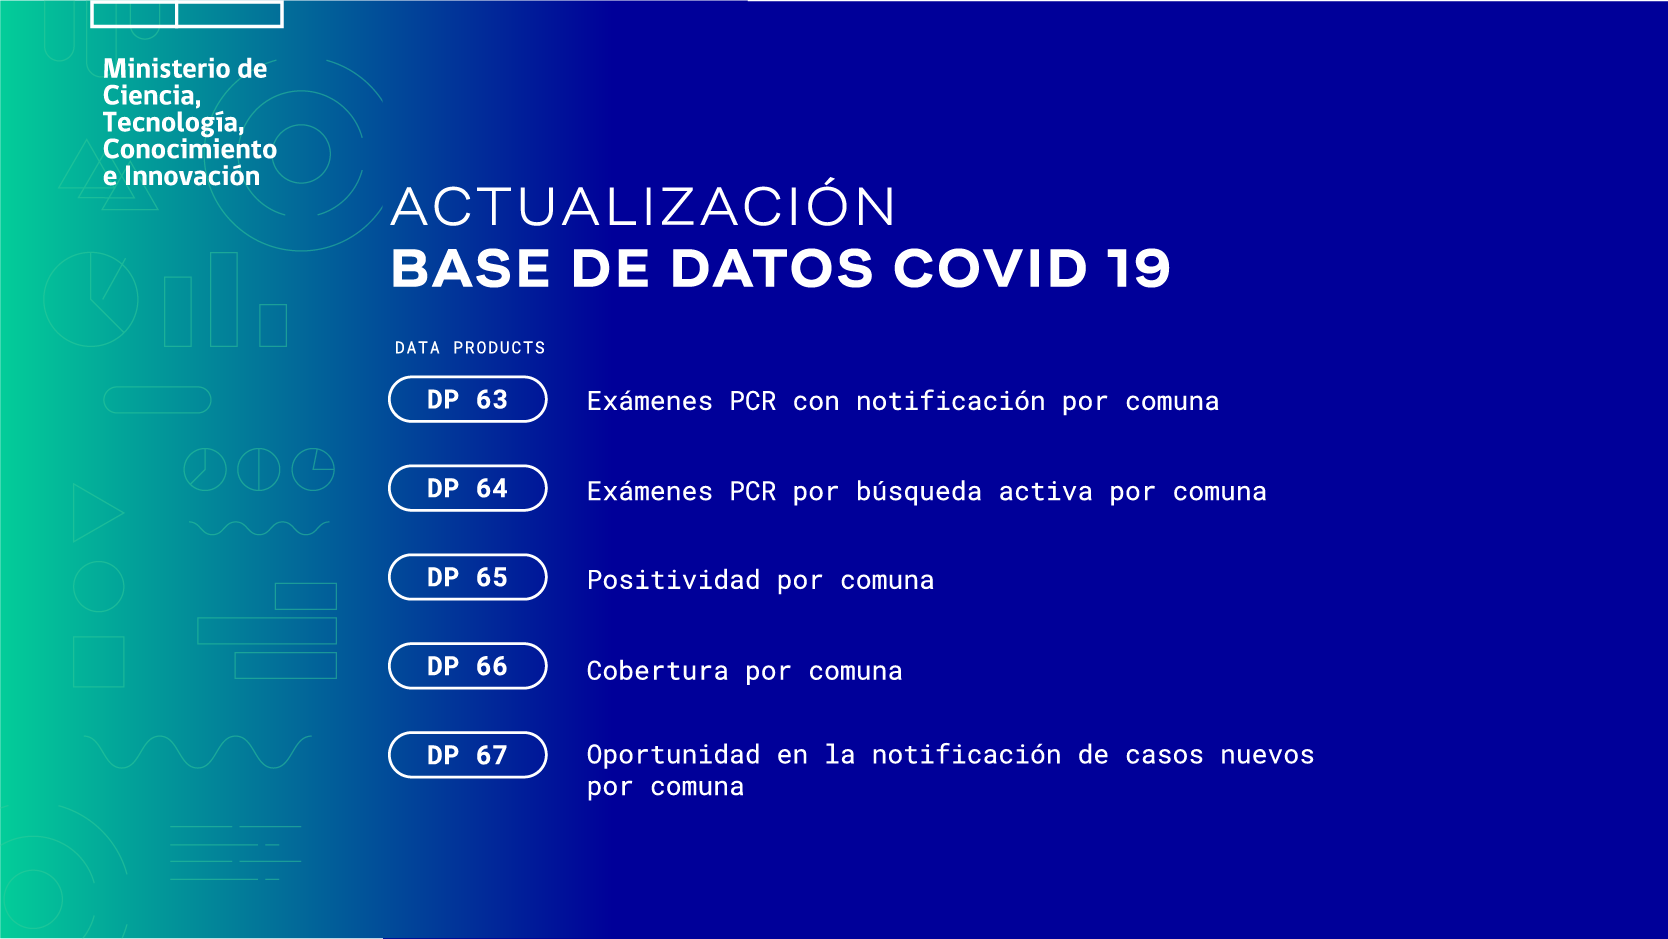 Ministerio de
Ciencia,
Tecnología,
Conocimiento
e Innovación
ACTUALIZACIÓN
BASE DE DATOS COVID 19
DATA PRODUCTS
DP 63
Exámenes PCR con notificación por comuna
DP 64
Exámenes PCR por búsqueda activa por comuna
DP 65
Positividad por comuna
DP 66
Cobertura por comuna
DP 67
Oportunidad en la notificación de casos nuevos
por comuna